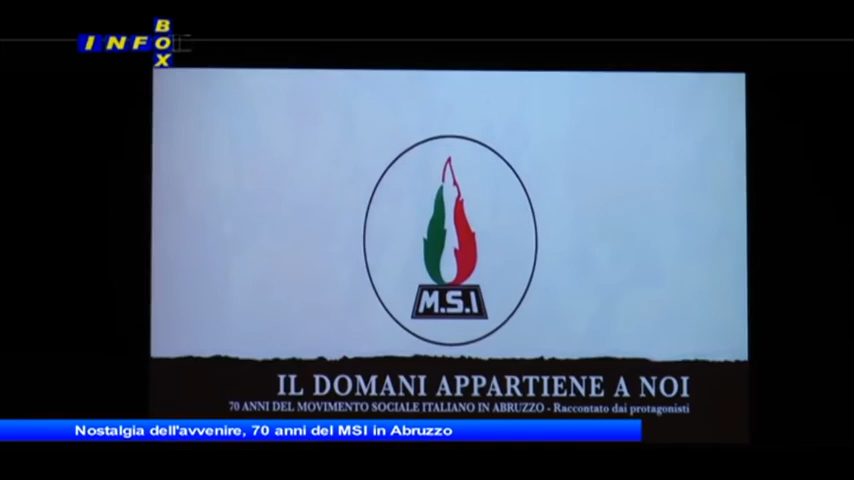 INFO BOX
M.S.I
IL DOMANI APPARTIENE A NOI
70 ANNI DEL MOVIMENTO SOCIALE ITALIANO IN ABRUZZO - Raccontato dai protagonisti
Nostalgia dell'avvenire, 70 anni del MSI in Abruzzo